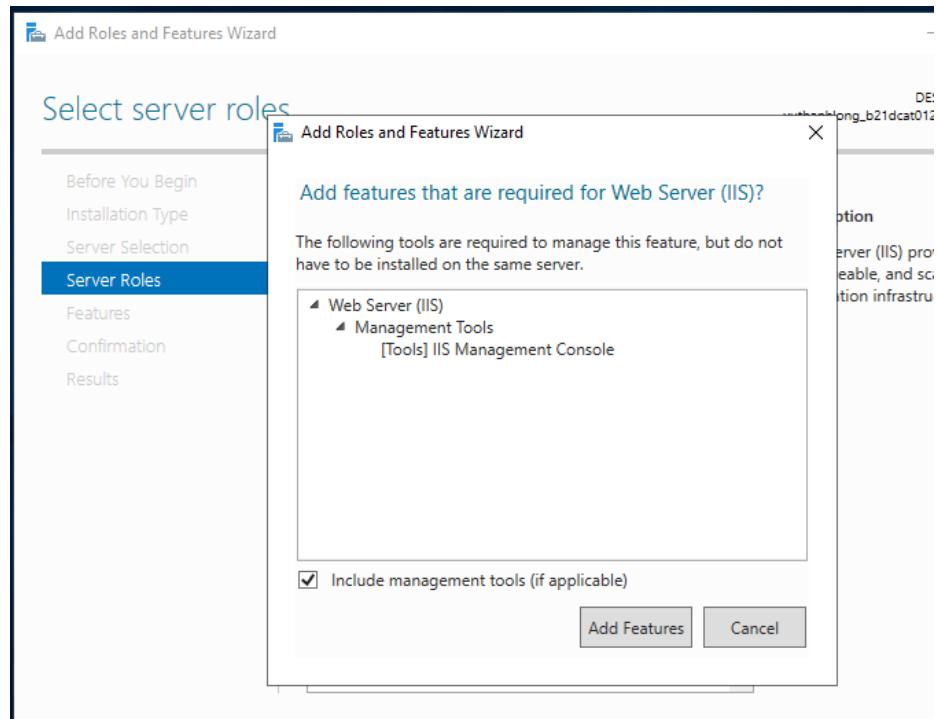 Add Roles and Features Wizard
Select server roles
Before You Begin
Installation Type
Server Selection
Server Roles
Features
Confirmation
Results
Add Roles and Features Wizard
Add features that are required for Web Server (IIS)?
The following tools are required to manage this feature, but do not
have to be installed on the same server.
Web Server (IIS)
Management Tools
[Tools] IIS Management Console
Include management tools (if applicable)
Add Features
Cancel